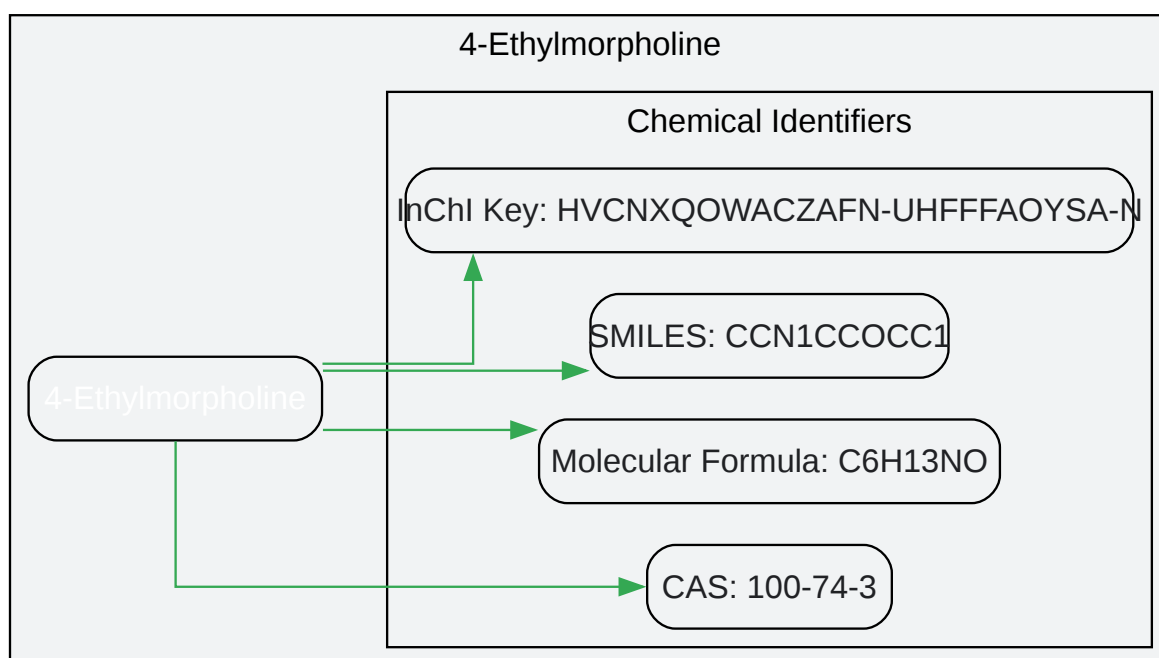 4-Ethylmorpholine
Chemical Identifiers
InChI Key: HVCNXQOWACZAFN-UHFFFAOYSA-N
SMILES: CCN1CCOCC1
4-Ethylmorpholine
Molecular Formula: C6H13NO
CAS: 100-74-3